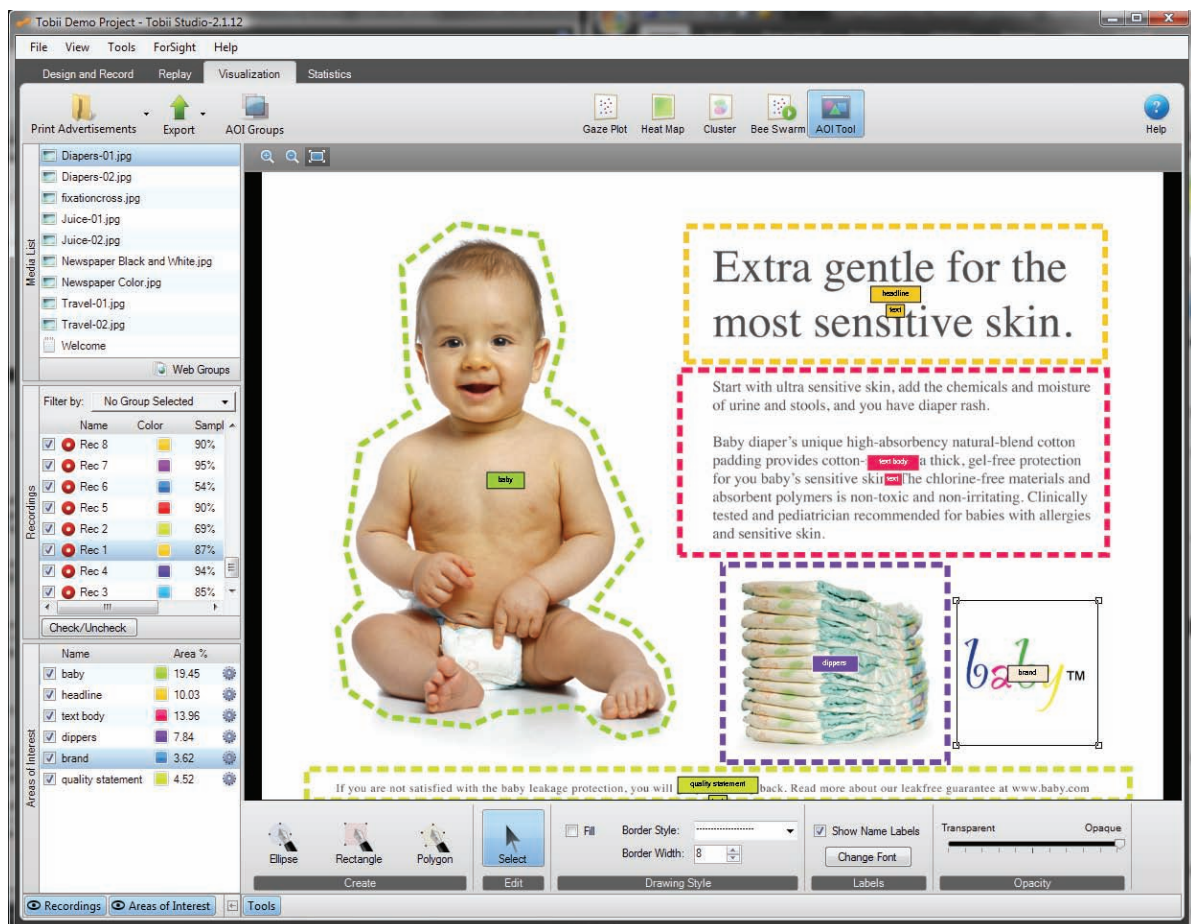 Tobii Demo Project - Tobii Studio-2.1.12
File View Tools ForSight Help
Design and Record Replay Visualization Statistics
Print Advertisements Export AOI Groups Gaze Plot Heat Map Cluster Bee Swarm AOI Tool Help
Media List
Diapers-01.jpg
Diapers-02.jpg
fixationcross.jpg
Juice-01.jpg
Juice-02.jpg
Newspaper Black and White.jpg
Newspaper Color.jpg
Travel-01.jpg
Travel-02.jpg
Welcome
Web Groups
Recordings
Filter by: No Group Selected
Name Color Sampl
Rec 8 90%
Rec 7 95%
Rec 6 54%
Rec 5 90%
Rec 2 69%
Rec 1 87%
Rec 4 94%
Rec 3 85%
Check/Uncheck
Areas of Interest
Name Area %
baby 19.45
headline 10.03
text body 13.96
dippers 7.84
brand 3.62
quality statement 4.52
Extra gentle for the
headline
text
most sensitive skin.
Start with ultra sensitive skin, add the chemicals and moisture
of urine and stools, and you have diaper rash.
Baby diaper's unique high-absorbency natural-blend cotton
padding provides cotton- text body a thick, gel-free protection
for you baby's sensitive skin text The chlorine-free materials and
absorbent polymers is non-toxic and non-irritating. Clinically
tested and pediatrician recommended for babies with allergies
and sensitive skin.
baby
dippers
baby TM
brand
If you are not satisfied with the baby leakage protection, you will quality statement back. Read more about our leakfree guarantee at www.baby.com
Ellipse Rectangle Polygon
Create
Select
Edit
Fill Border Style:
Border Width: 8
Drawing Style
Show Name Labels
Change Font
Labels
Transparent Opaque
Opacity
Recordings Areas of Interest Tools